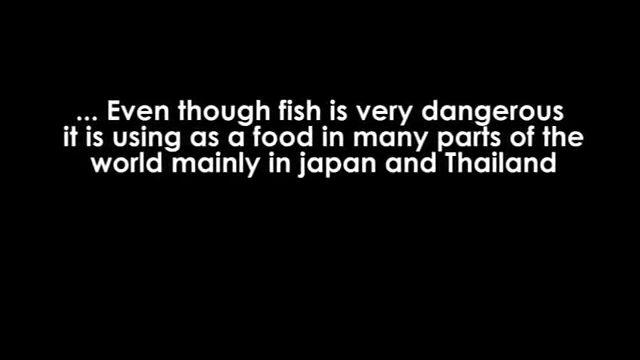 ... Even though fish is very dangerous
it is using as a food in many parts of the
world mainly in japan and Thailand